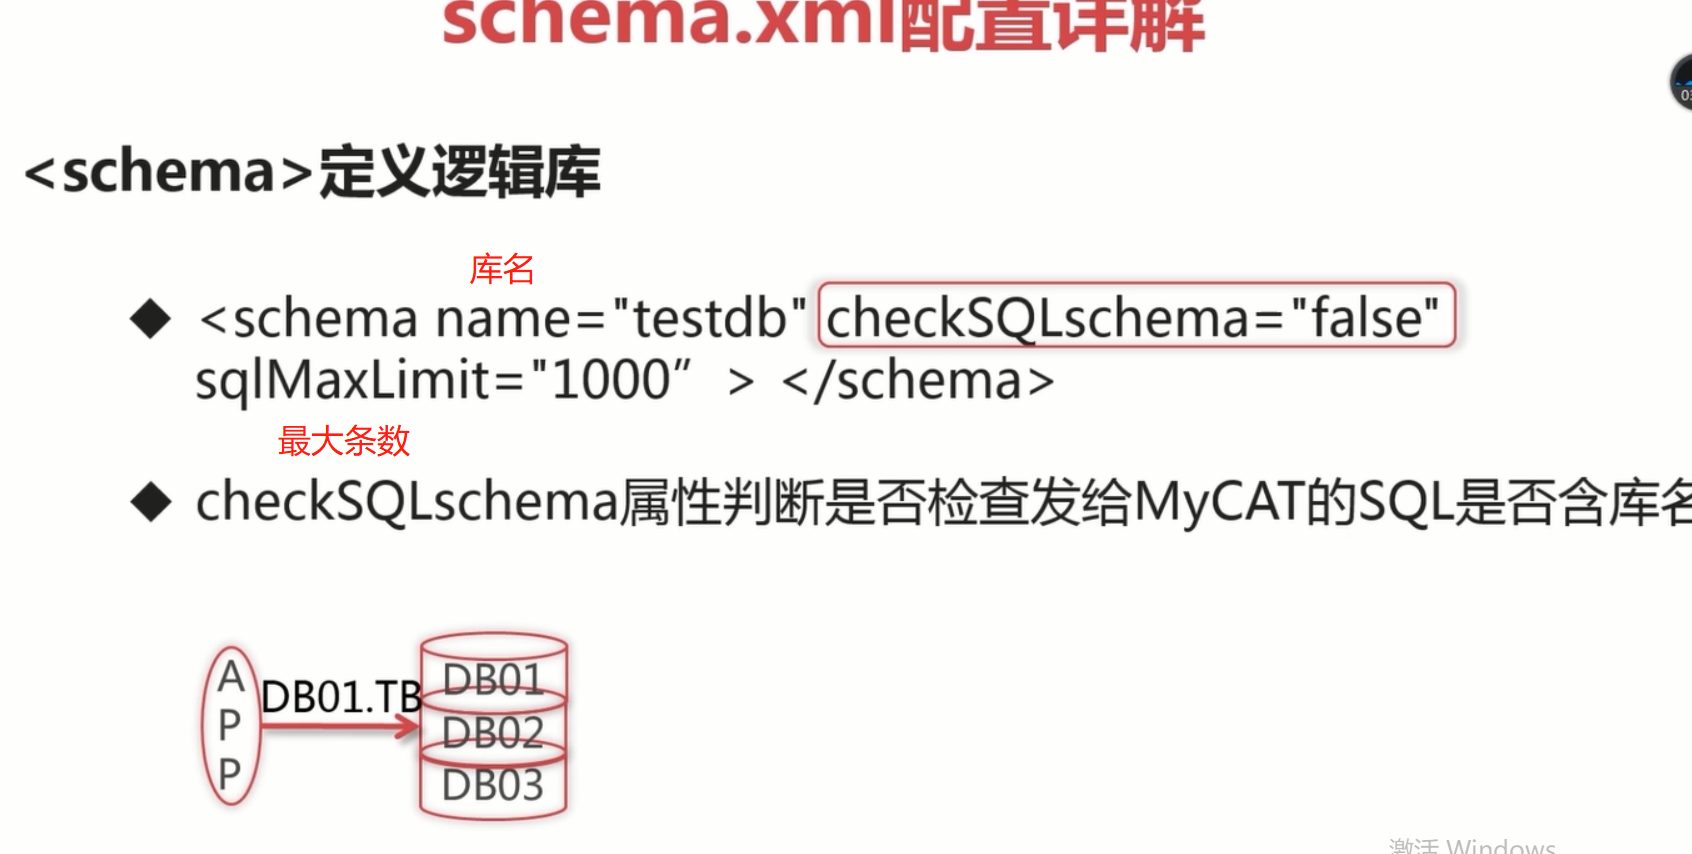 schema.xml配置详解
<schema>定义逻辑库
库名
◆ <schema name="testdb" checkSQLschema="false"
sqlMaxLimit="1000” > </schema>
最大条数
◆ checkSQLschema属性判断是否检查发给MyCAT的SQL是否含库名
APP
DB01.TB
DB01
DB02
DB03
激活 Windows